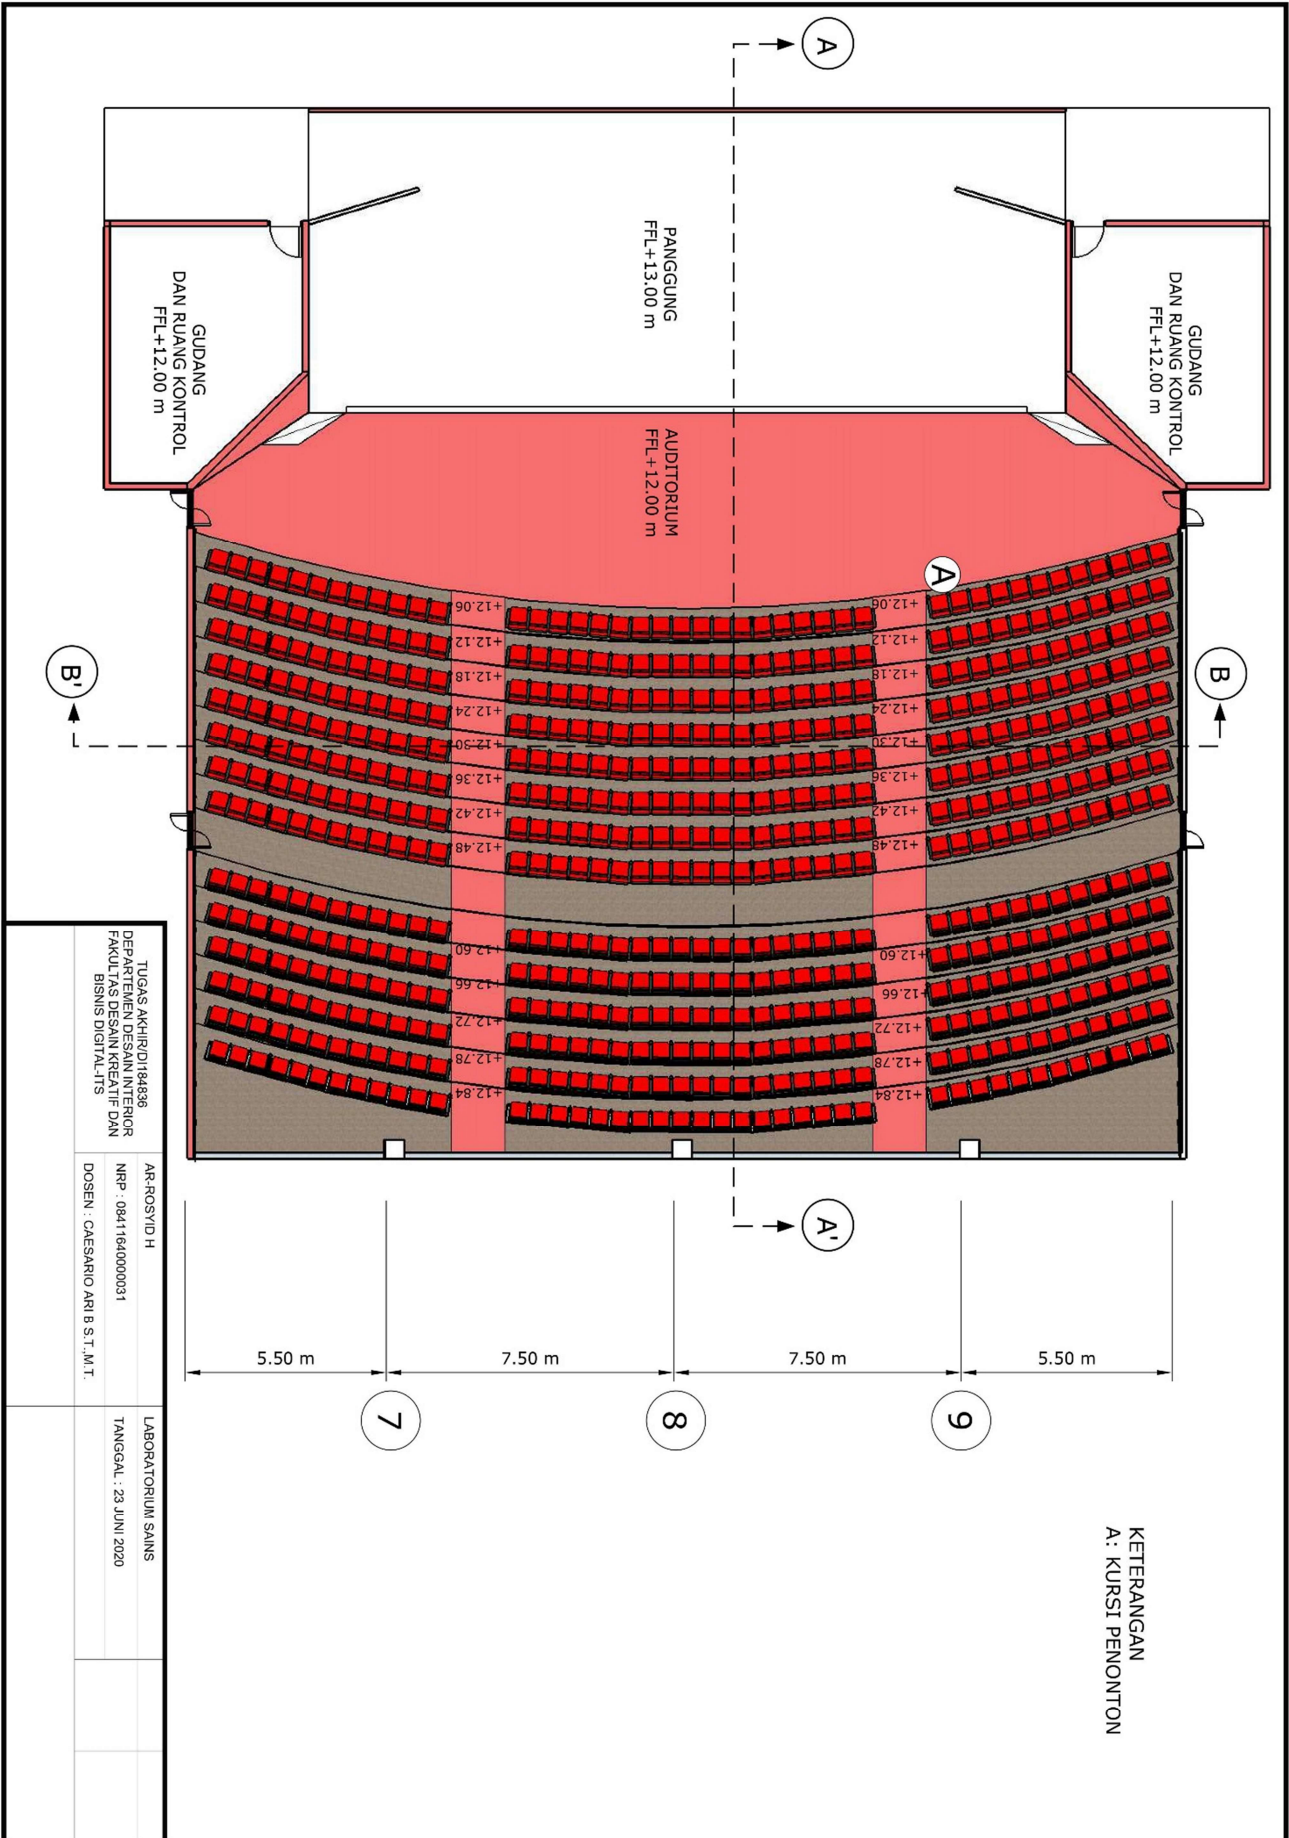 A
PANGGUNG
FFL+13.00 m
GUDANG
DAN RUANG KONTROL
FFL+12.00 m
GUDANG
DAN RUANG KONTROL
FFL+12.00 m
AUDITORIUM
FFL+12.00 m
A
B
B'
+12.06
+12.12
+12.18
+12.24
+12.30
+12.36
+12.42
+12.48
+12.60
+12.66
+12.72
+12.78
+12.84
+12.06
+12.12
+12.18
+12.24
+12.30
+12.36
+12.42
+12.48
+12.60
+12.66
+12.72
+12.78
+12.84
A'
5.50 m
7.50 m
7.50 m
5.50 m
7
8
9
KETERANGAN
A: KURSI PENONTON
TUGAS AKHIR/DI184836
DEPARTEMEN DESAIN INTERIOR
FAKULTAS DESAIN KREATIF DAN
BISNIS DIGITAL-ITS
AR-ROSYID H
NRP : 08411640000031
DOSEN : CAESARIO ARI B S.T.,M.T.
LABORATORIUM SAINS
TANGGAL : 23 JUNI 2020